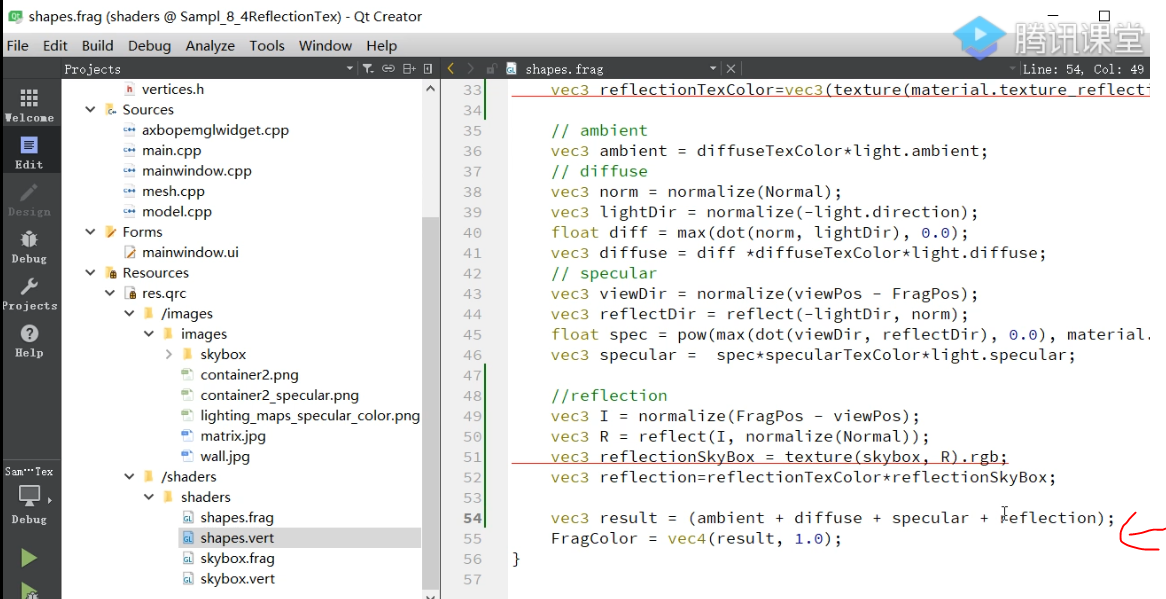 shapes.frag (shaders @ Sampl_8_4ReflectionTex) - Qt Creator
腾讯课堂
File Edit Build Debug Analyze Tools Window Help
Projects
shapes.frag
Line: 54, Col: 49
Welcome
Edit
Design
Debug
Projects
Help
Sam···Tex
Debug
vertices.h
Sources
axbopemglwidget.cpp
main.cpp
mainwindow.cpp
mesh.cpp
model.cpp
Forms
mainwindow.ui
Resources
res.qrc
/images
images
skybox
container2.png
container2_specular.png
lighting_maps_specular_color.png
matrix.jpg
wall.jpg
/shaders
shaders
shapes.frag
shapes.vert
skybox.frag
skybox.vert
33 vec3 reflectionTexColor=vec3(texture(material.texture_reflecti
34
35 // ambient
36 vec3 ambient = diffuseTexColor*light.ambient;
37 // diffuse
38 vec3 norm = normalize(Normal);
39 vec3 lightDir = normalize(-light.direction);
40 float diff = max(dot(norm, lightDir), 0.0);
41 vec3 diffuse = diff *diffuseTexColor*light.diffuse;
42 // specular
43 vec3 viewDir = normalize(viewPos - FragPos);
44 vec3 reflectDir = reflect(-lightDir, norm);
45 float spec = pow(max(dot(viewDir, reflectDir), 0.0), material.
46 vec3 specular =  spec*specularTexColor*light.specular;
47
48 //reflection
49 vec3 I = normalize(FragPos - viewPos);
50 vec3 R = reflect(I, normalize(Normal));
51 vec3 reflectionSkyBox = texture(skybox, R).rgb;
52 vec3 reflection=reflectionTexColor*reflectionSkyBox;
53
54 vec3 result = (ambient + diffuse + specular + reflection);
55 FragColor = vec4(result, 1.0);
56 }
57